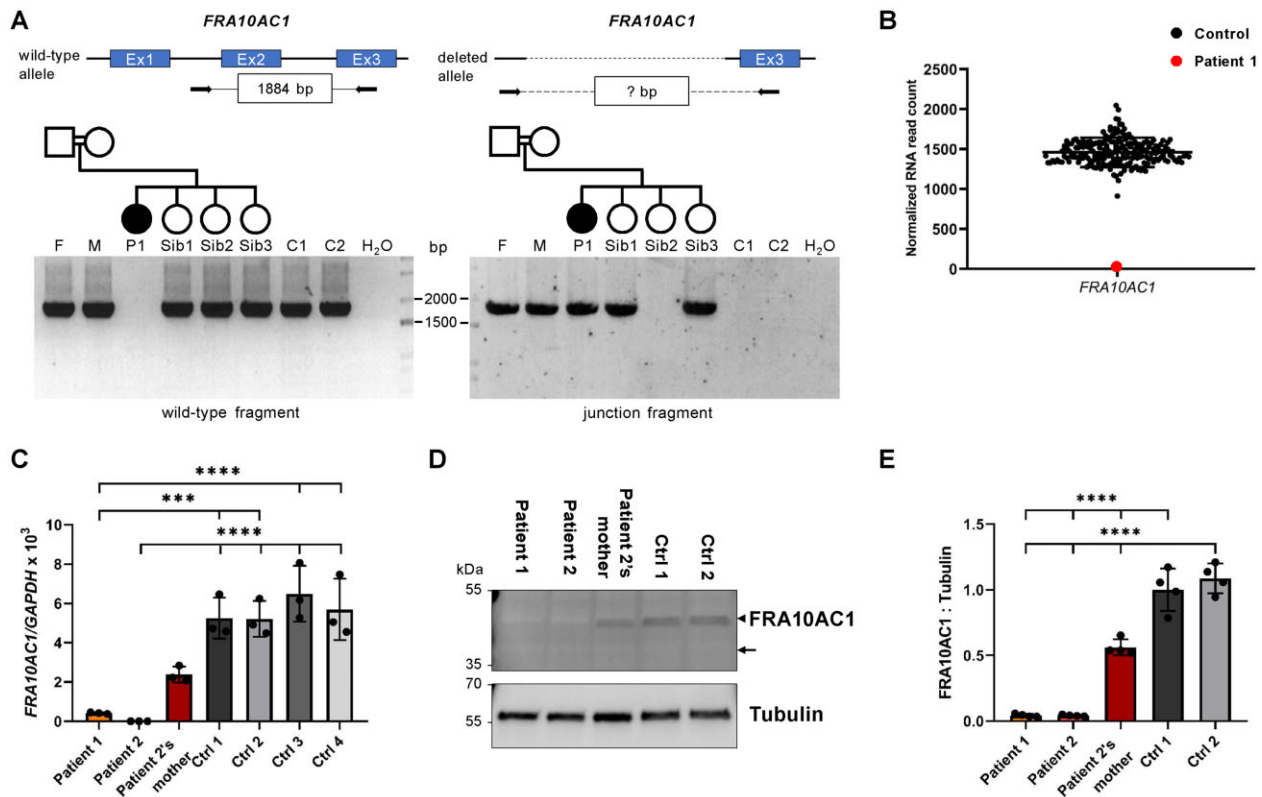 A
FRA10AC1
wild-type
allele
Ex1
Ex2
Ex3
1884 bp
F
M
P1
Sib1
Sib2
Sib3
C1
C2
H2O
bp
2000
1500
wild-type fragment
FRA10AC1
deleted
allele
Ex3
? bp
F
M
P1
Sib1
Sib2
Sib3
C1
C2
H2O
junction fragment
B
Control
Patient 1
Normalized RNA read count
2500
2000
1500
1000
500
0
FRA10AC1
C
****
***
****
FRA10AC1/GAPDH x 10³
10
8
6
4
2
0
Patient 1
Patient 2
Patient 2's
mother
Ctrl 1
Ctrl 2
Ctrl 3
Ctrl 4
D
Patient 1
Patient 2
Patient 2's
mother
Ctrl 1
Ctrl 2
kDa
55
35
FRA10AC1
70
55
Tubulin
E
****
****
FRA10AC1 : Tubulin
1.5
1.0
0.5
0.0
Patient 1
Patient 2
Patient 2's
mother
Ctrl 1
Ctrl 2